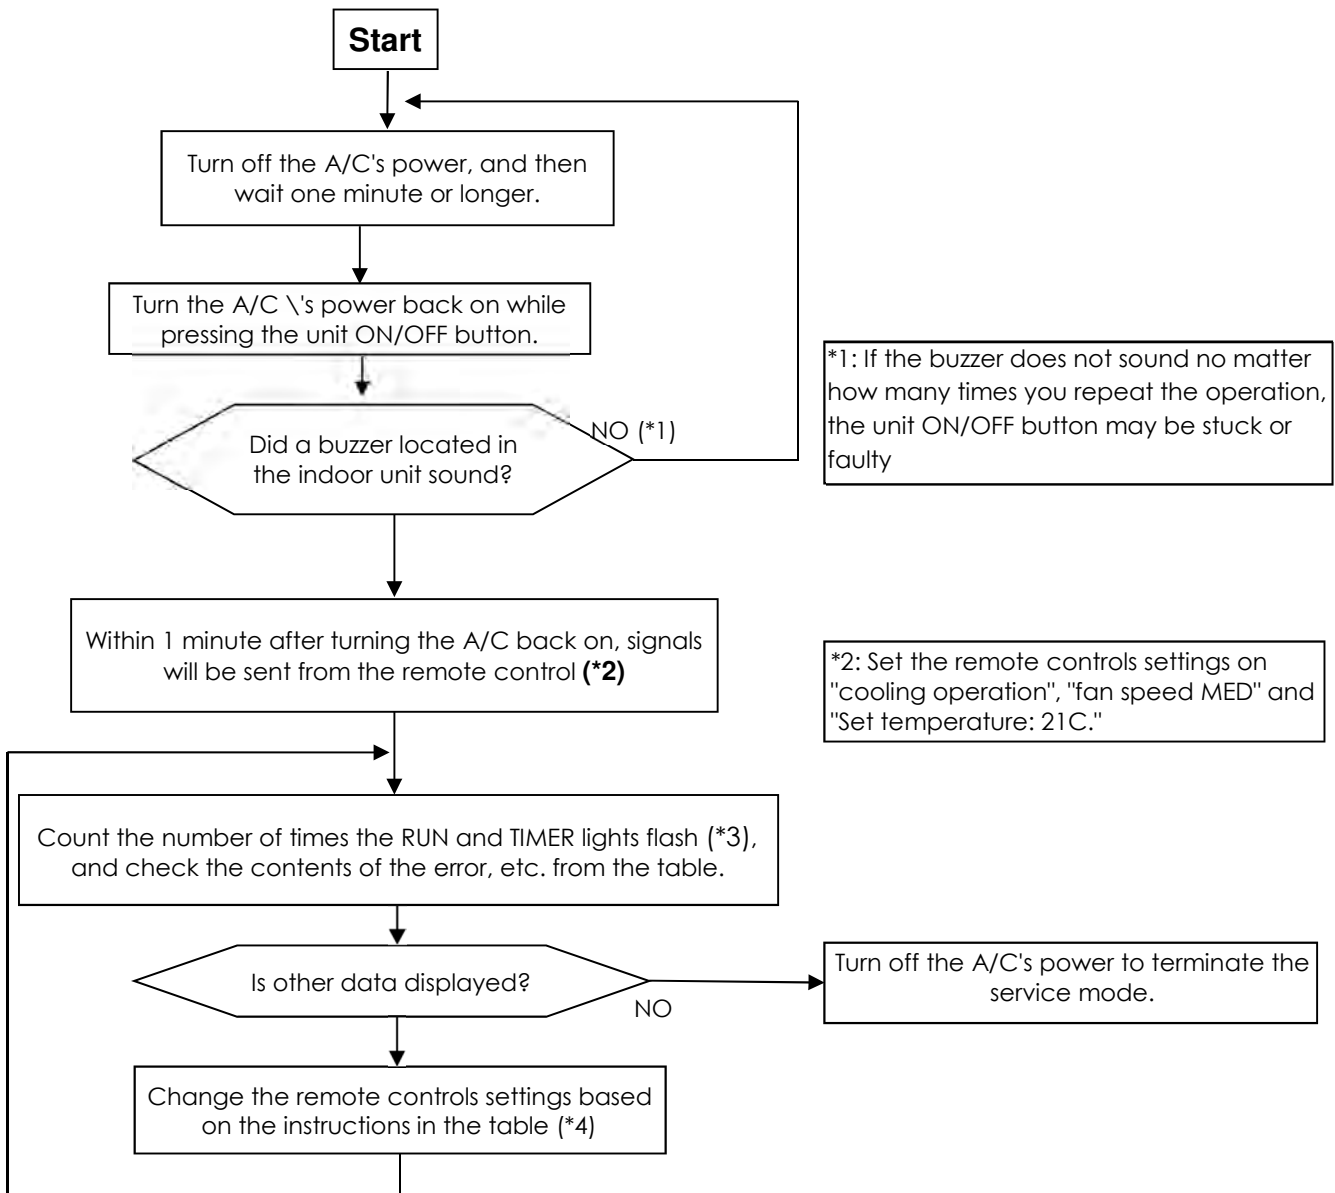 Start
Turn off the A/C's power, and then
wait one minute or longer.
Turn the A/C \'s power back on while
pressing the unit ON/OFF button.
Did a buzzer located in
the indoor unit sound?
NO (*1)
*1: If the buzzer does not sound no matter
how many times you repeat the operation,
the unit ON/OFF button may be stuck or
faulty
Within 1 minute after turning the A/C back on, signals
will be sent from the remote control (*2)
*2: Set the remote controls settings on
"cooling operation", "fan speed MED" and
"Set temperature: 21C."
Count the number of times the RUN and TIMER lights flash (*3),
and check the contents of the error, etc. from the table.
Is other data displayed?
NO
Turn off the A/C's power to terminate the
service mode.
Change the remote controls settings based
on the instructions in the table (*4)